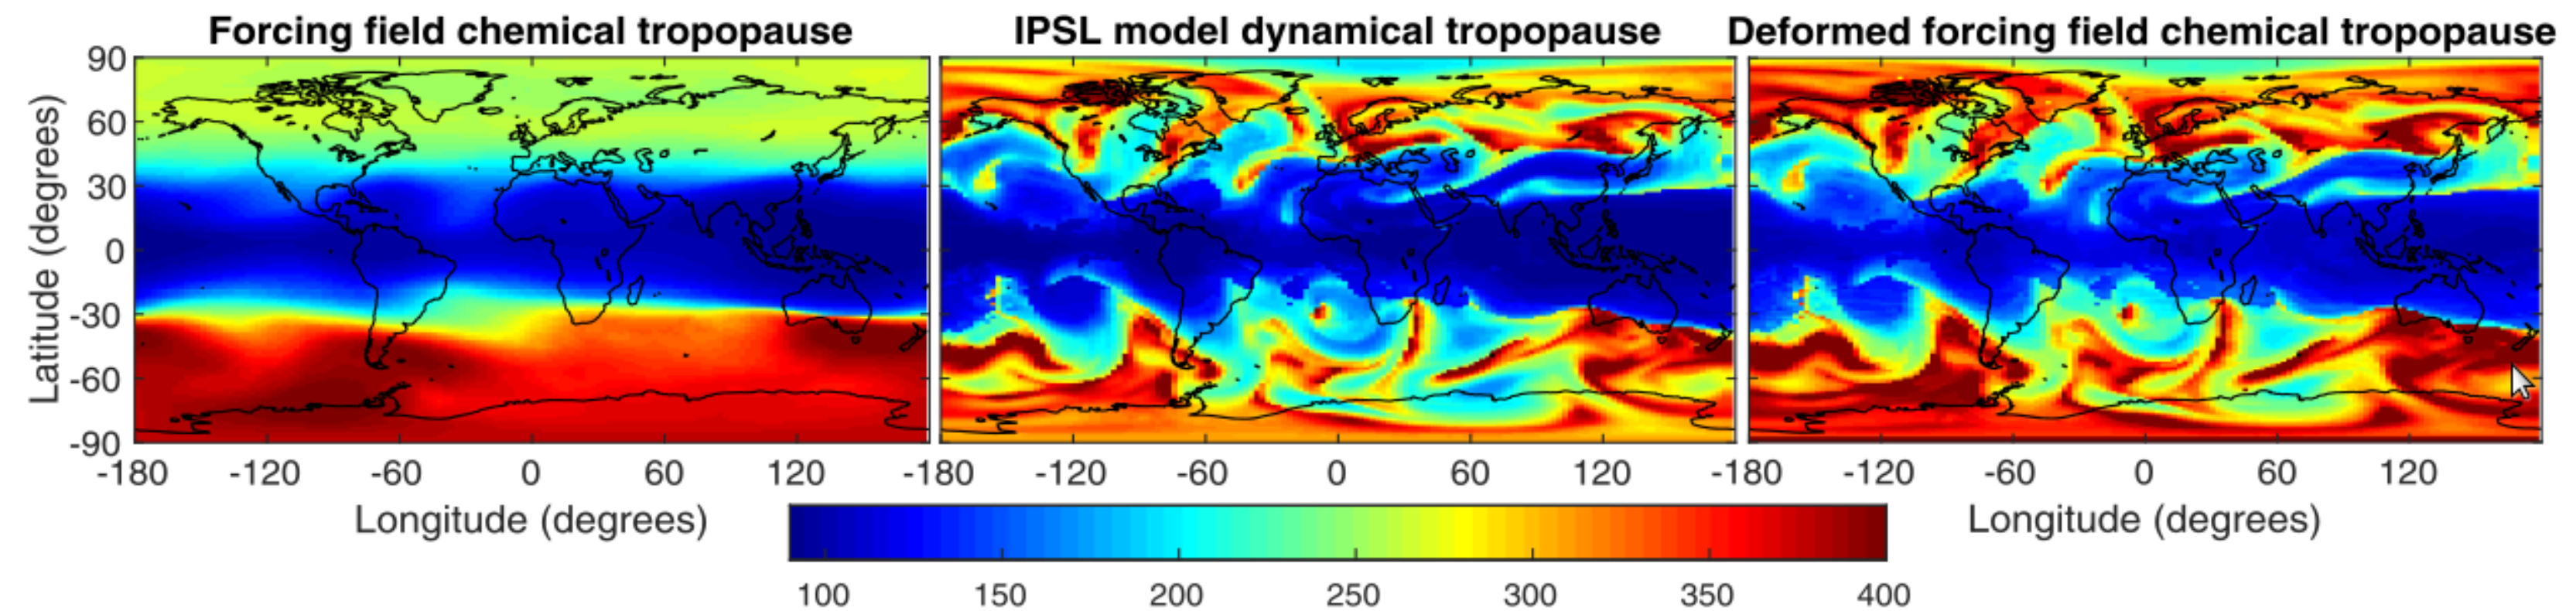 Forcing field chemical tropopause IPSL model dynamical tropopause Deformed forcing field chemical tropopause
Latitude (degrees)
90
60
30
0
-30
-60
-90
-180 -120 -60 0 60 120 -180 -120 -60 0 60 120 -180 -120 -60 0 60 120
Longitude (degrees) Longitude (degrees)
100 150 200 250 300 350 400